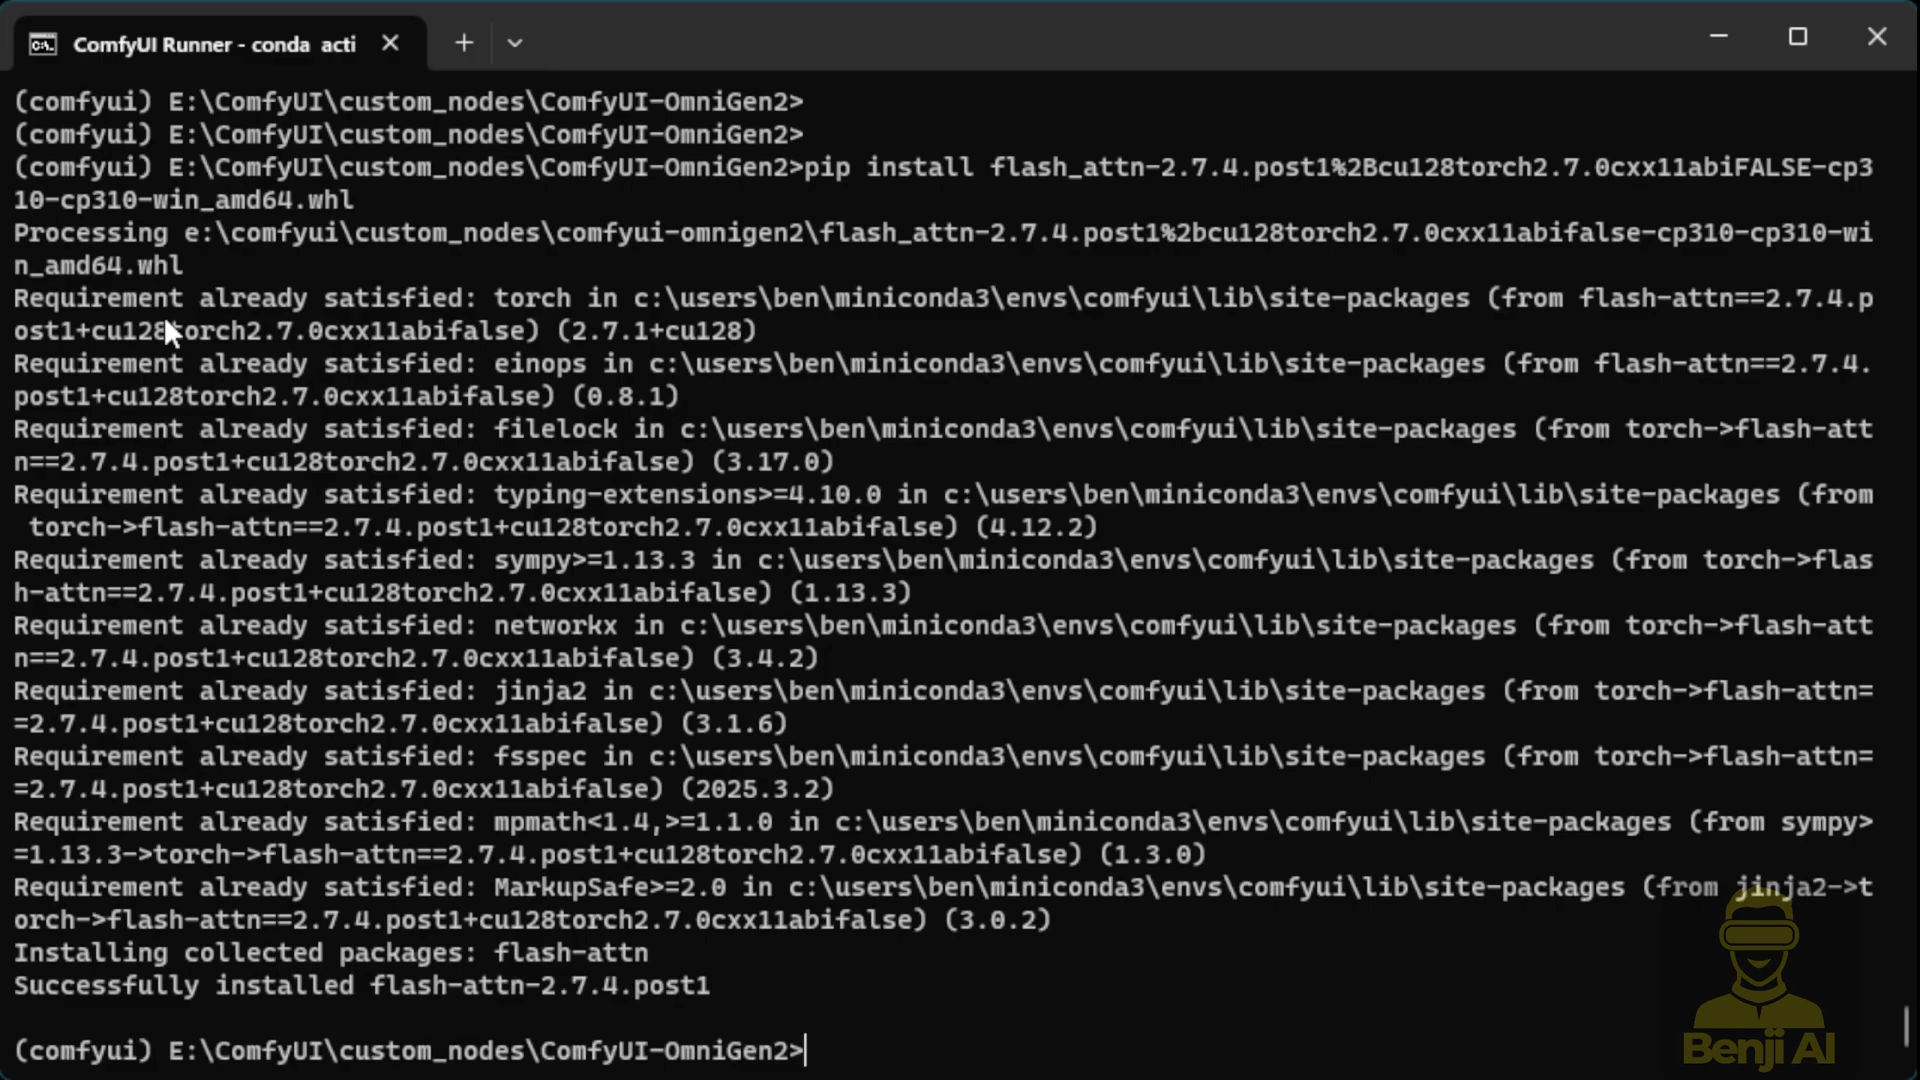 ComfyUI Runner - conda acti
(comfyui) E:\ComfyUI\custom_nodes\ComfyUI-OmniGen2>
(comfyui) E:\ComfyUI\custom_nodes\ComfyUI-OmniGen2>
(comfyui) E:\ComfyUI\custom_nodes\ComfyUI-OmniGen2>pip install flash_attn-2.7.4.post1%2Bcu128torch2.7.0cxx11abiFALSE-cp3
10-cp310-win_amd64.whl
Processing e:\comfyui\custom_nodes\comfyui-omnigen2\flash_attn-2.7.4.post1%2bcu128torch2.7.0cxx11abifalse-cp310-cp310-wi
n_amd64.whl
Requirement already satisfied: torch in c:\users\ben\miniconda3\envs\comfyui\lib\site-packages (from flash-attn==2.7.4.p
ost1+cu128torch2.7.0cxx11abifalse) (2.7.1+cu128)
Requirement already satisfied: einops in c:\users\ben\miniconda3\envs\comfyui\lib\site-packages (from flash-attn==2.7.4.
post1+cu128torch2.7.0cxx11abifalse) (0.8.1)
Requirement already satisfied: filelock in c:\users\ben\miniconda3\envs\comfyui\lib\site-packages (from torch->flash-att
n==2.7.4.post1+cu128torch2.7.0cxx11abifalse) (3.17.0)
Requirement already satisfied: typing-extensions>=4.10.0 in c:\users\ben\miniconda3\envs\comfyui\lib\site-packages (from
 torch->flash-attn==2.7.4.post1+cu128torch2.7.0cxx11abifalse) (4.12.2)
Requirement already satisfied: sympy>=1.13.3 in c:\users\ben\miniconda3\envs\comfyui\lib\site-packages (from torch->flas
h-attn==2.7.4.post1+cu128torch2.7.0cxx11abifalse) (1.13.3)
Requirement already satisfied: networkx in c:\users\ben\miniconda3\envs\comfyui\lib\site-packages (from torch->flash-att
n==2.7.4.post1+cu128torch2.7.0cxx11abifalse) (3.4.2)
Requirement already satisfied: jinja2 in c:\users\ben\miniconda3\envs\comfyui\lib\site-packages (from torch->flash-attn=
=2.7.4.post1+cu128torch2.7.0cxx11abifalse) (3.1.6)
Requirement already satisfied: fsspec in c:\users\ben\miniconda3\envs\comfyui\lib\site-packages (from torch->flash-attn=
=2.7.4.post1+cu128torch2.7.0cxx11abifalse) (2025.3.2)
Requirement already satisfied: mpmath<1.4,>=1.1.0 in c:\users\ben\miniconda3\envs\comfyui\lib\site-packages (from sympy>
=1.13.3->torch->flash-attn==2.7.4.post1+cu128torch2.7.0cxx11abifalse) (1.3.0)
Requirement already satisfied: MarkupSafe>=2.0 in c:\users\ben\miniconda3\envs\comfyui\lib\site-packages (from jinja2->t
orch->flash-attn==2.7.4.post1+cu128torch2.7.0cxx11abifalse) (3.0.2)
Installing collected packages: flash-attn
Successfully installed flash-attn-2.7.4.post1
(comfyui) E:\ComfyUI\custom_nodes\ComfyUI-OmniGen2>
Benji AI